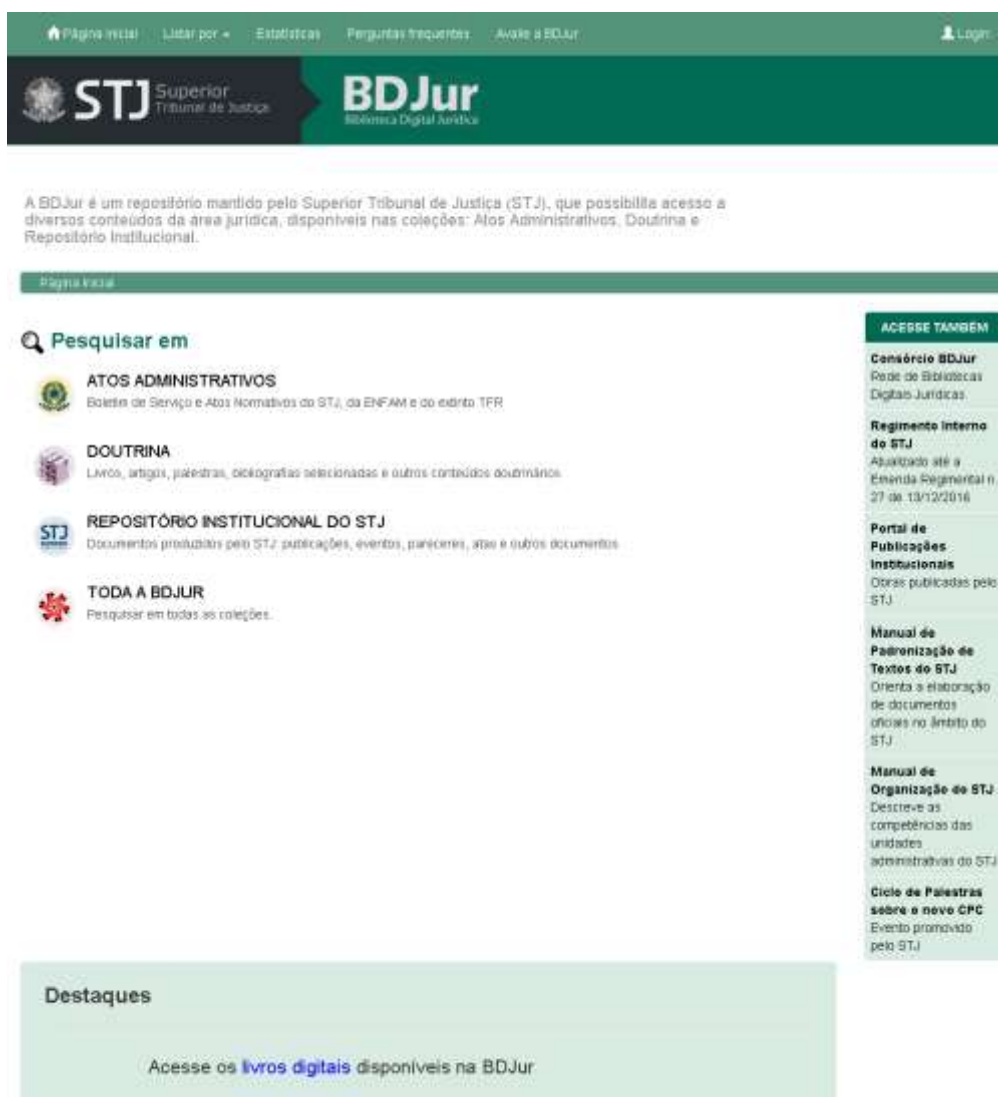 Página inicial Listar por Estatísticas Perguntas frequentes Avalie a BDJur Login
STJ Superior
Tribunal de Justiça
BDJur
Biblioteca Digital Jurídica
A BDJur é um repositório mantido pelo Superior Tribunal de Justiça (STJ), que possibilita acesso a
diversos conteúdos da área jurídica, disponíveis nas coleções: Atos Administrativos, Doutrina e
Repositório Institucional.
Página inicial
Pesquisar em
ATOS ADMINISTRATIVOS
Boletim de Serviço e Atos Normativos do STJ, da ENFAM e do extinto TFR
DOUTRINA
Livros, artigos, palestras, bibliografias selecionadas e outros conteúdos doutrinários
REPOSITÓRIO INSTITUCIONAL DO STJ
Documentos produzidos pelo STJ: publicações, eventos, pareceres, atas e outros documentos
STJ
TODA A BDJUR
Pesquisar em todas as coleções.
ACESSE TAMBÉM
Consórcio BDJur
Rede de Bibliotecas
Digitais Jurídicas
Regimento Interno
do STJ
Atualizado até a
Emenda Regimental n.
27 de 13/12/2016
Portal de
Publicações
Institucionais
Obras publicadas pelo
STJ
Manual de
Padronização de
Textos do STJ
Orienta a elaboração
de documentos
oficiais no âmbito do
STJ
Manual de
Organização do STJ
Descreve as
competências das
unidades
administrativas do STJ
Ciclo de Palestras
sobre o novo CPC
Evento promovido
pelo STJ
Destaques
Acesse os livros digitais disponíveis na BDJur